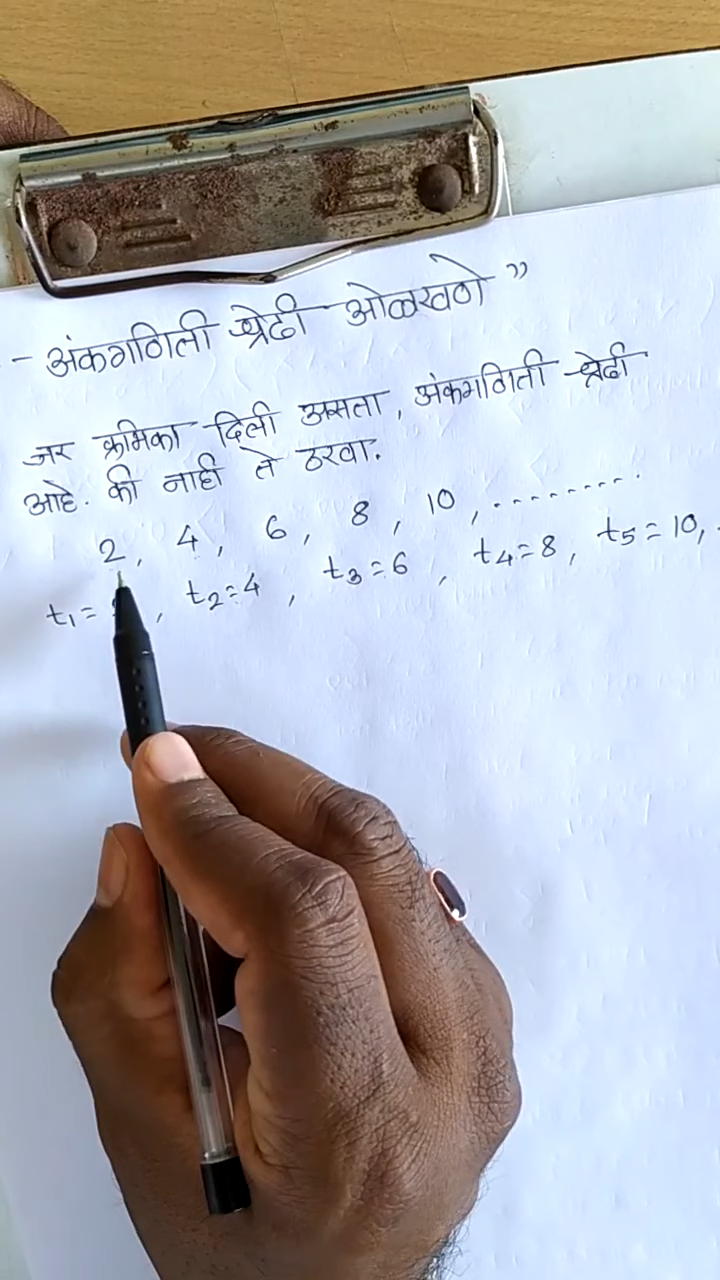 - अंकगणिती श्रेढी ओळखणे ”
जर क्रमिका दिली असता, अंकगणिती श्रेढी
आहे. की नाही ते ठरवा.
2, 4, 6, 8, 10, .........
t₁ = , t₂ = 4, t₃ = 6, t₄ = 8, t₅ = 10,